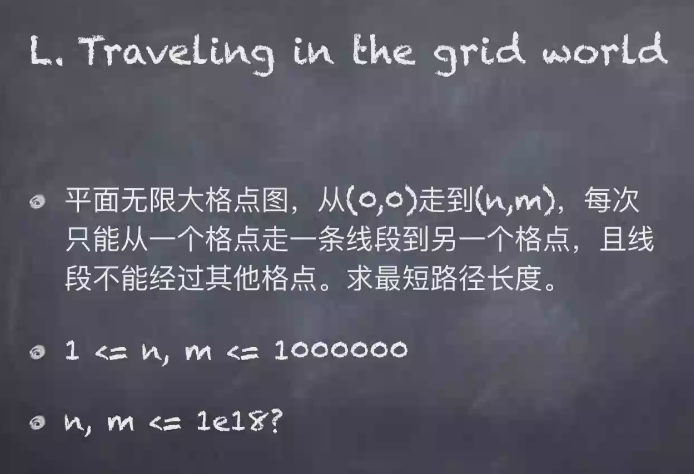 L. Traveling in the grid world
平面无限大格点图，从(0,0)走到(n,m)，每次
只能从一个格点走一条线段到另一个格点，且线
段不能经过其他格点。求最短路径长度。
1 <= n, m <= 1000000
n, m <= 1e18?